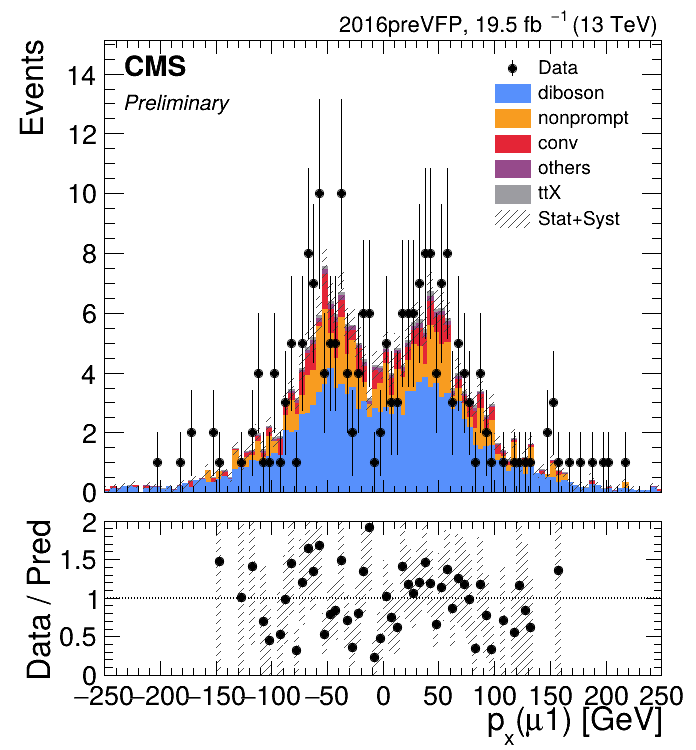 2016preVFP, 19.5 fb⁻¹ (13 TeV)
Events
CMS
Preliminary
Data
diboson
nonprompt
conv
others
ttX
Stat+Syst
14
12
10
8
6
4
2
0
Data / Pred
2
1.5
1
0.5
0
−250 −200 −150 −100 −50 0 50 100 150 200 250
pₓ(μ1) [GeV]